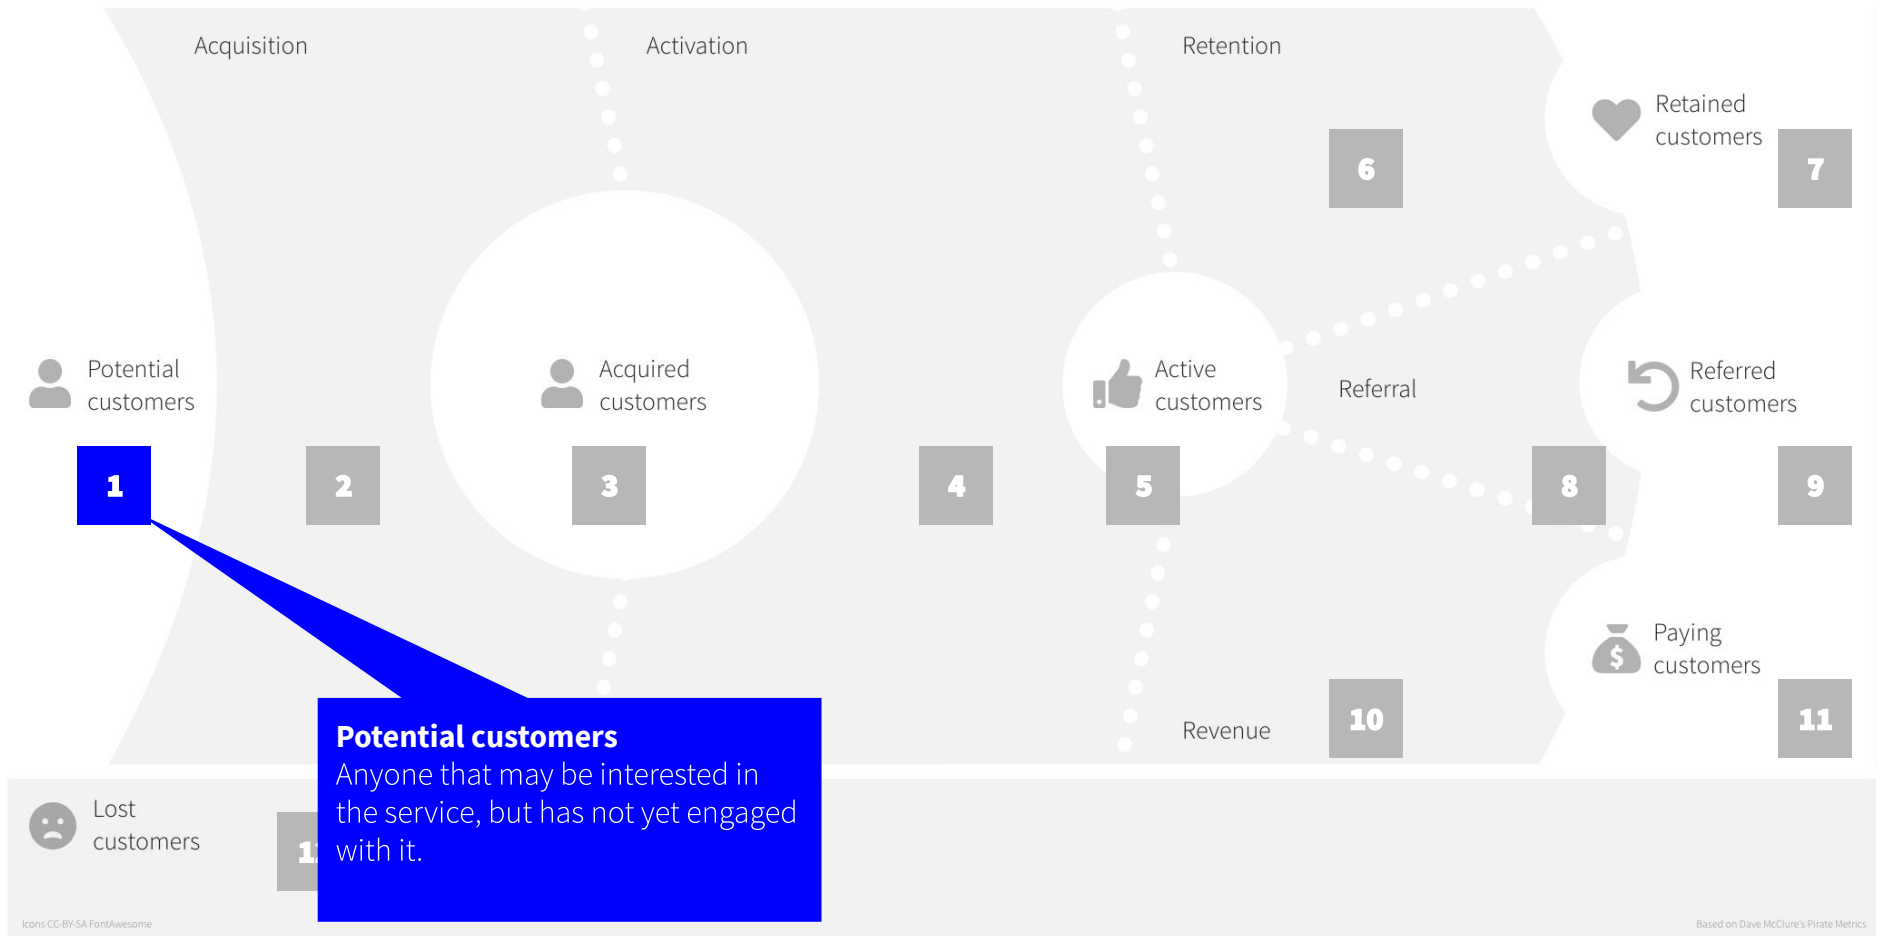 Acquisition
Activation
Retention
Retained
customers
6
7
Potential
customers
Acquired
customers
Active
customers
Referral
Referred
customers
1
2
3
4
5
8
9
Paying
customers
$
Revenue
10
11
Potential customers
Anyone that may be interested in
the service, but has not yet engaged
with it.
Lost
customers
Icons CC-BY-SA FontAwesome
Based on Dave McClure's Pirate Metrics